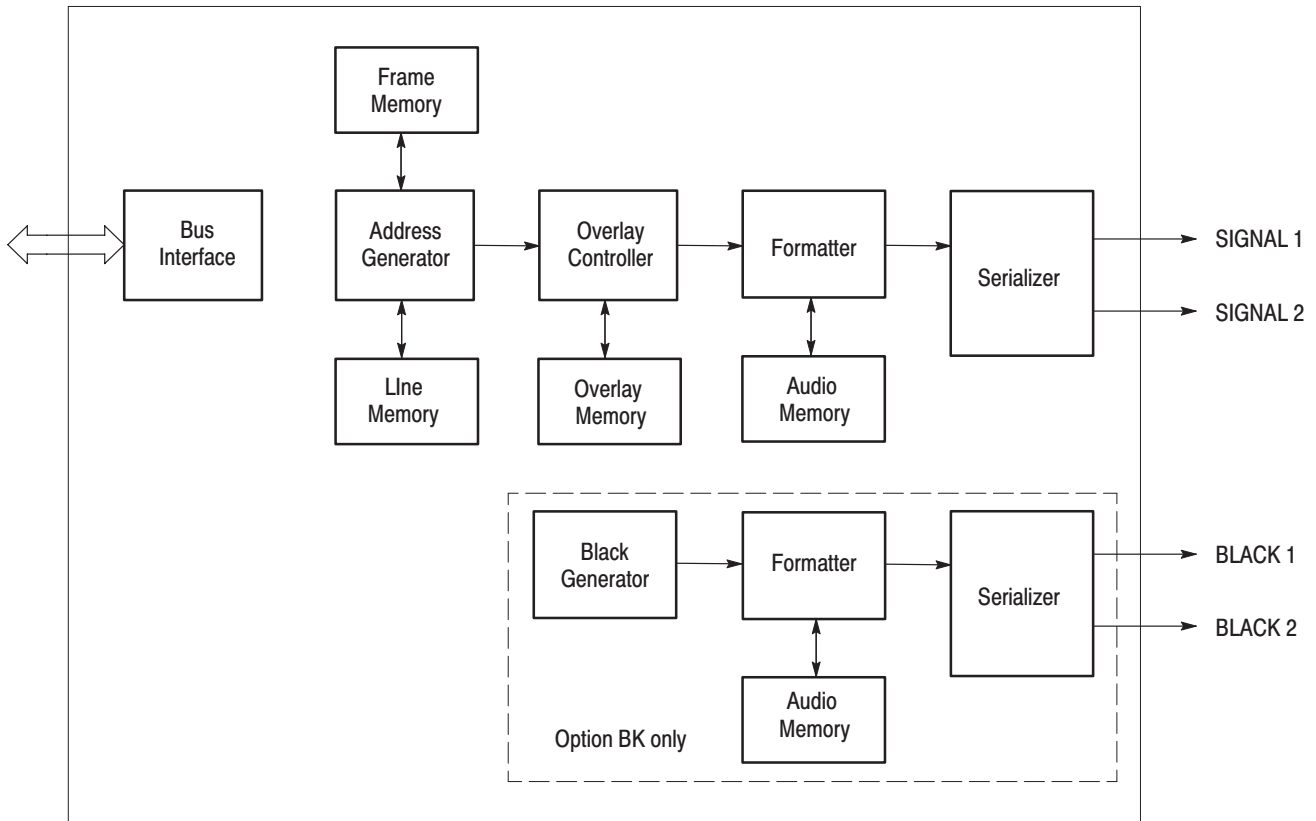 Frame
Memory
Bus
Interface
Address
Generator
Overlay
Controller
Formatter
Serializer
SIGNAL 1
SIGNAL 2
LIne
Memory
Overlay
Memory
Audio
Memory
Black
Generator
Formatter
Serializer
BLACK 1
BLACK 2
Audio
Memory
Option BK only